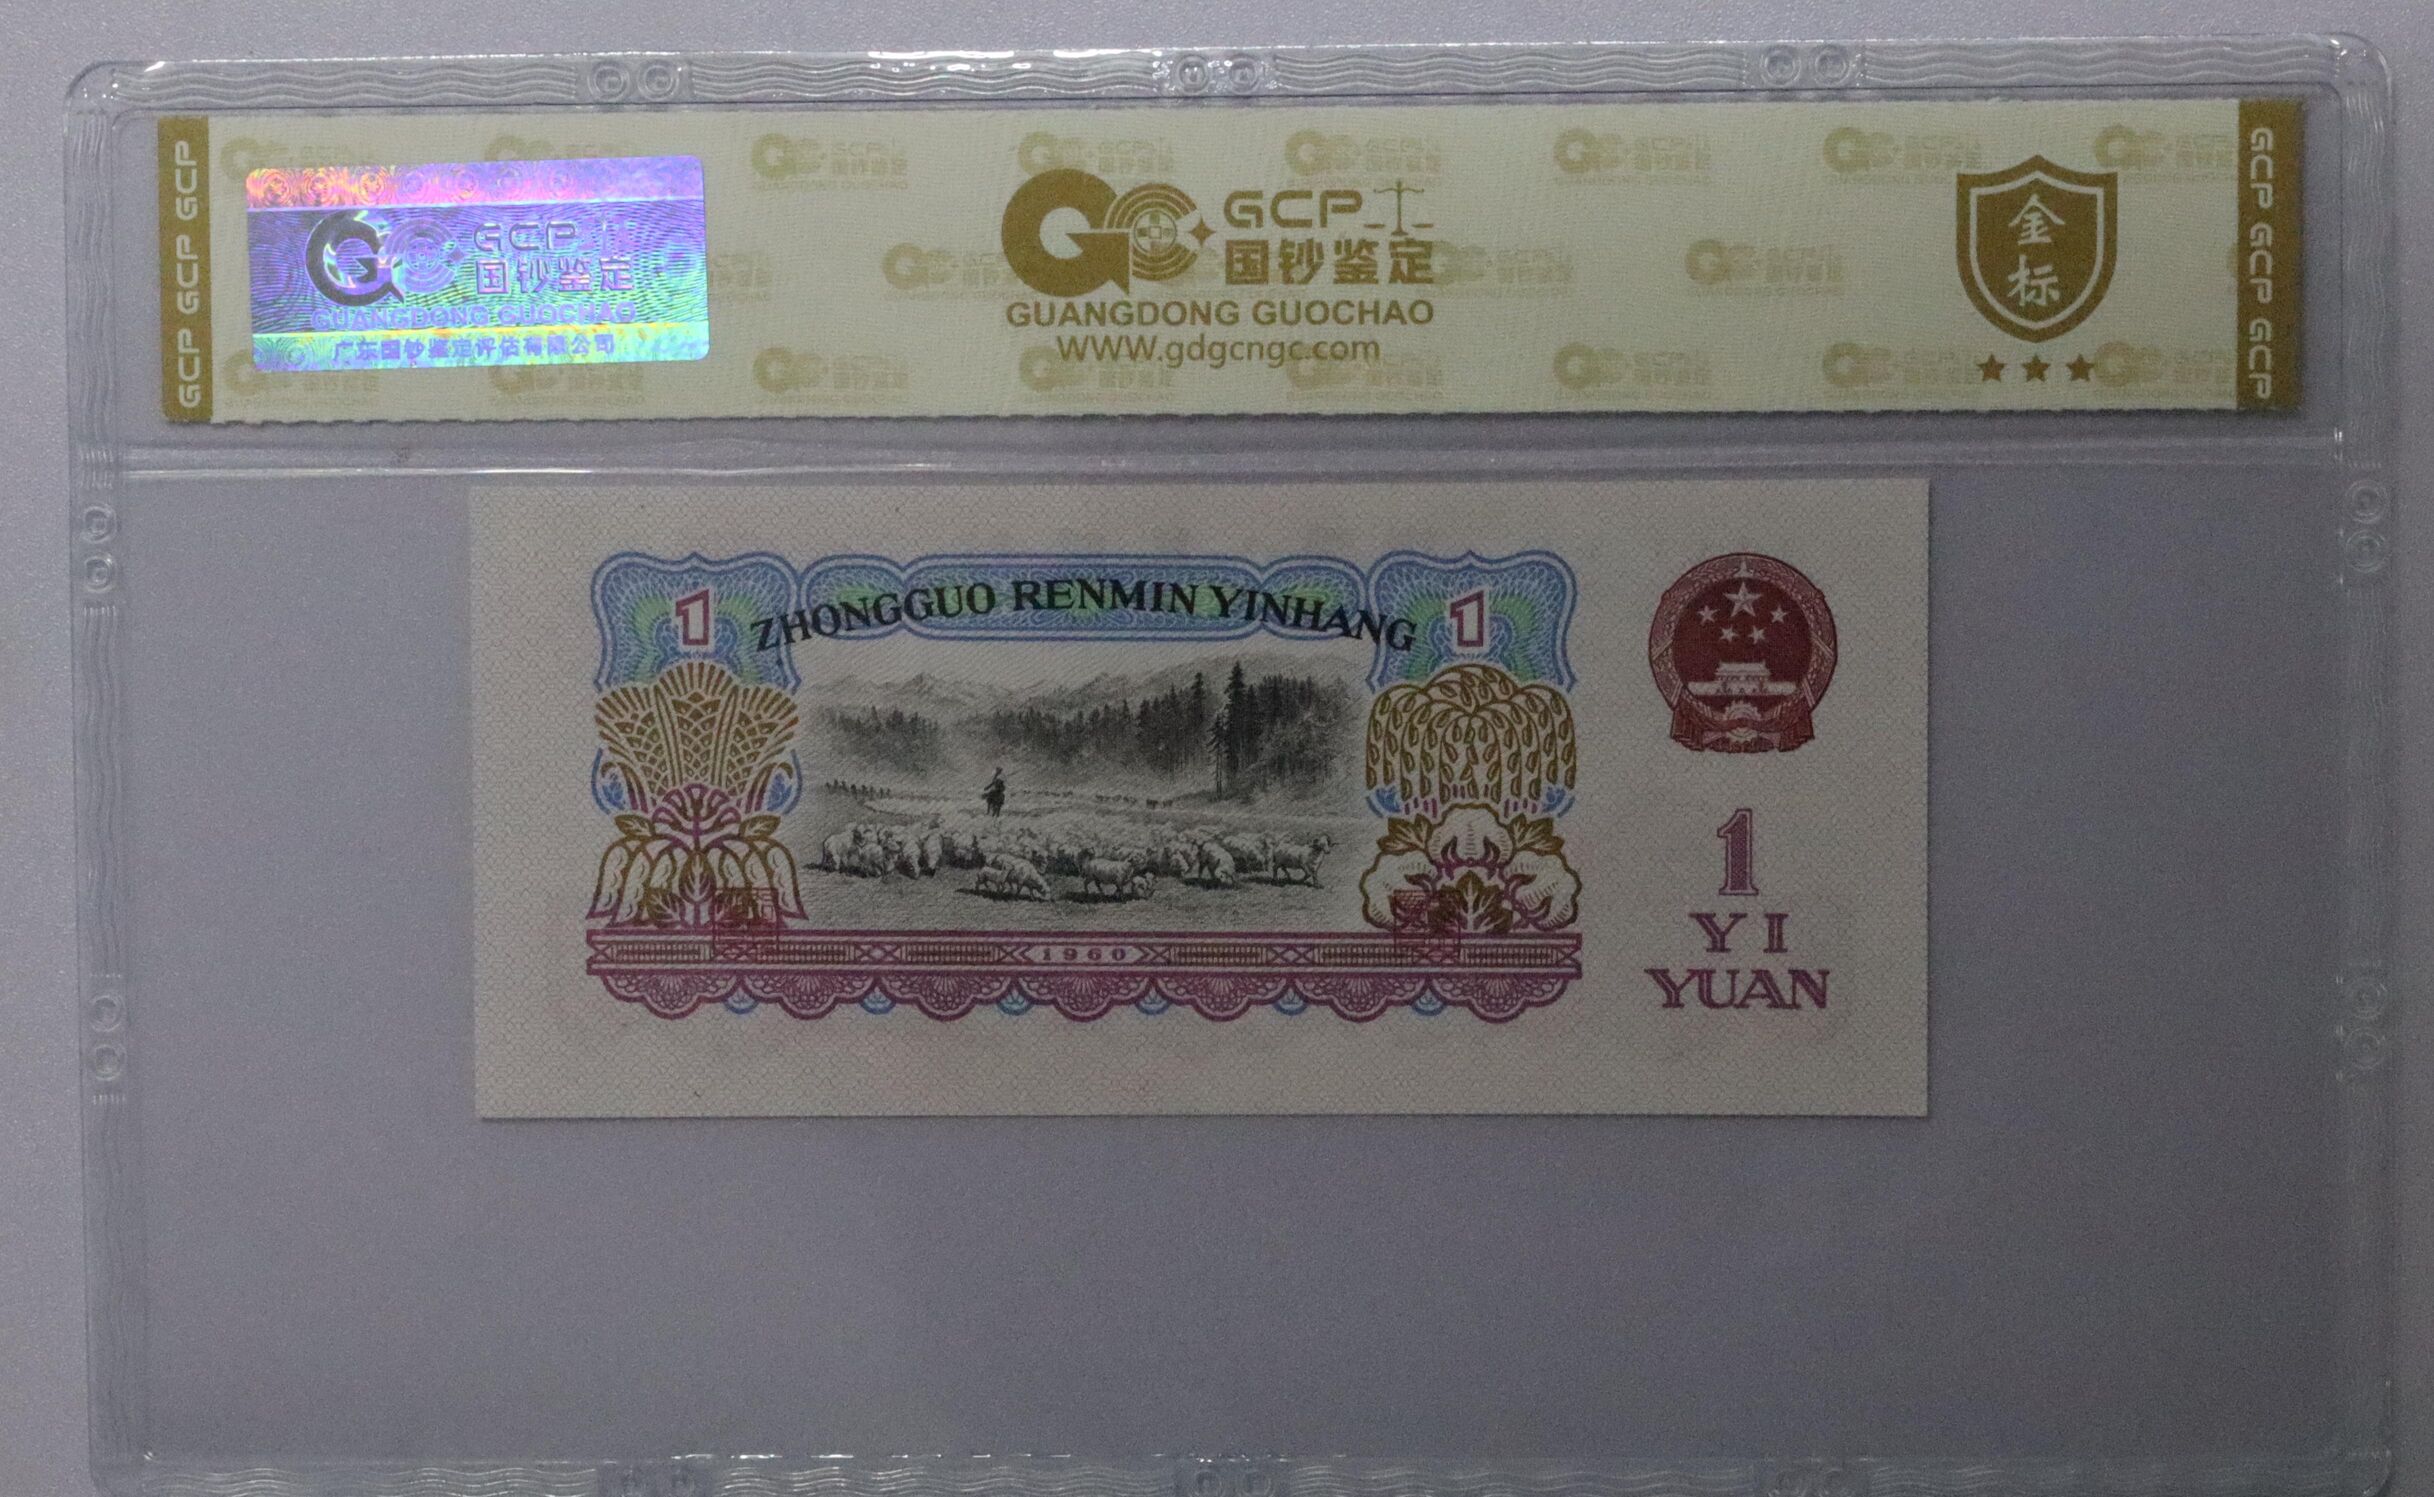 GCP GCP GCP
GCP
国钞鉴定
GUANGDONG GUOCHAO
广东国钞鉴定评估有限公司
GCP
国钞鉴定
GUANGDONG GUOCHAO
WWW.gdgcngc.com
金标
GCP GCP GCP
ZHONGGUO RENMIN YINHANG
1
1
1960
1
YI
YUAN